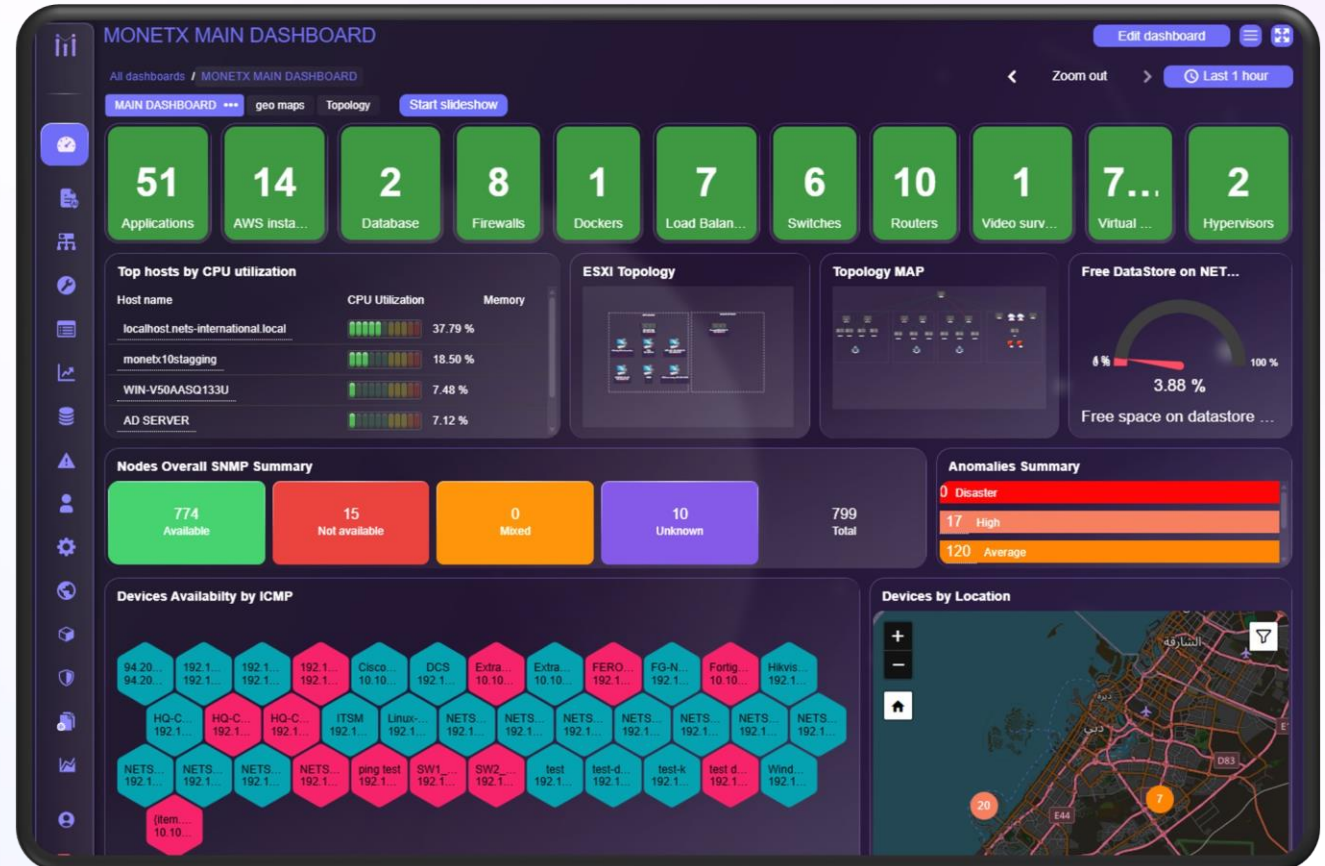 MONETX MAIN DASHBOARD
Edit dashboard
All dashboards / MONETX MAIN DASHBOARD
Zoom out
Last 1 hour
MAIN DASHBOARD ••• geo maps Topology Start slideshow
51 14 2 8 1 7 6 10 1 7... 2
Applications AWS insta... Database Firewalls Dockers Load Balan... Switches Routers Video surv... Virtual ... Hypervisors
Top hosts by CPU utilization
Host name CPU Utilization Memory
localhost.nets-international.local 37.79 %
monetx10stagging 18.50 %
WIN-V50AASQ133U 7.48 %
AD SERVER 7.12 %
ESXI Topology
Topology MAP
Free DataStore on NET...
100 %
3.88 %
Free space on datastore ...
Nodes Overall SNMP Summary
774 15 0 10 799
Available Not available Mixed Unknown Total
Anomalies Summary
0 Disaster
17 High
120 Average
Devices Availabilty by ICMP
94.20... 192.1... 192.1... 192.1... Cisco... DCS Extra... Extra... FERO... FG-N... Fortig... Hikvis...
94.20... 192.1... 192.1... 192.1... 10.10... 192.1... 10.10... 10.10... 192.1... 192.1... 10.10... 192.1...
HQ-C... HQ-C... HQ-C... ITSM Linux-... NETS... NETS... NETS... NETS... NETS... NETS... NETS...
192.1... 192.1... 192.1... 192.1... 192.1... 192.1... 192.1... 192.1... 192.1... 192.1... 192.1... 192.1...
NETS... NETS... NETS... NETS... ping test SW1_... SW2_... test test-d... test-k test d... Wind...
192.1... 192.1... 192.1... 192.1... 192.1... 192.1... 192.1... 192.1... 192.1... 192.1... 192.1... 192.1...
(item....
10.10...
Devices by Location
+
−
الشارقة
ديرة
دبي
D83
E44
20
7